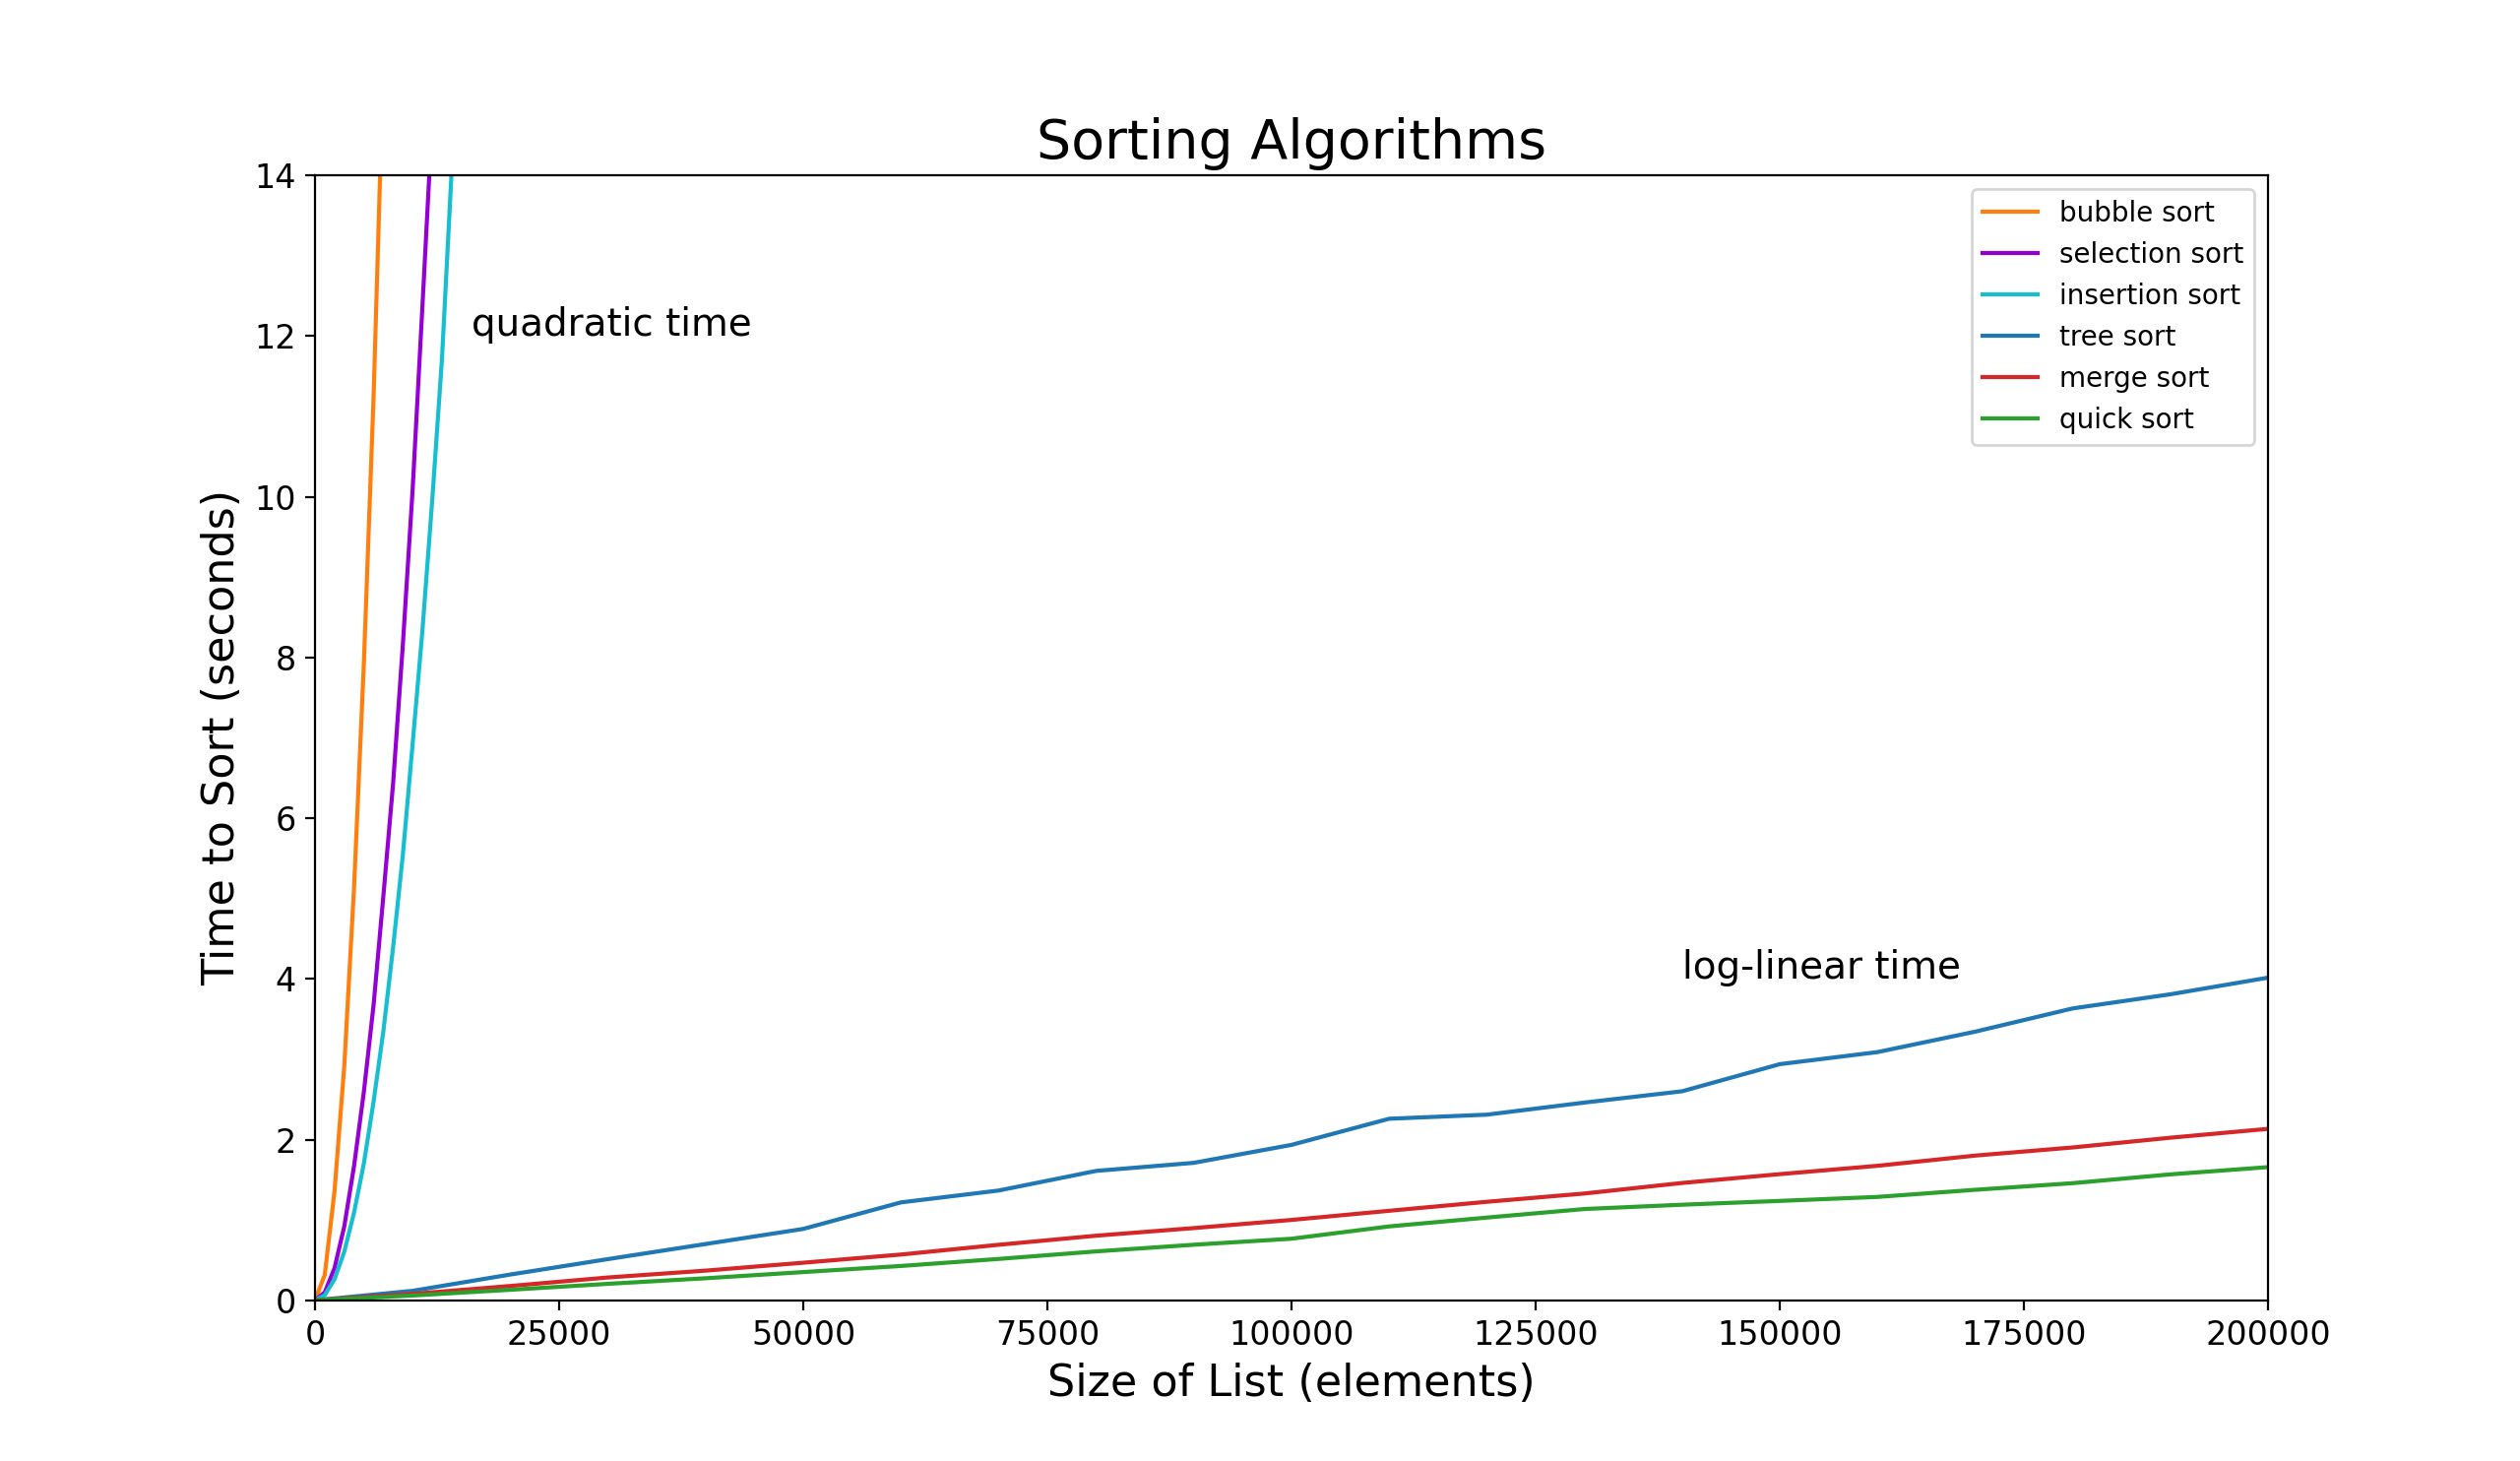 Sorting Algorithms
14
12
10
8
6
4
2
0
Time to Sort (seconds)
quadratic time
log-linear time
bubble sort
selection sort
insertion sort
tree sort
merge sort
quick sort
0 25000 50000 75000 100000 125000 150000 175000 200000
Size of List (elements)